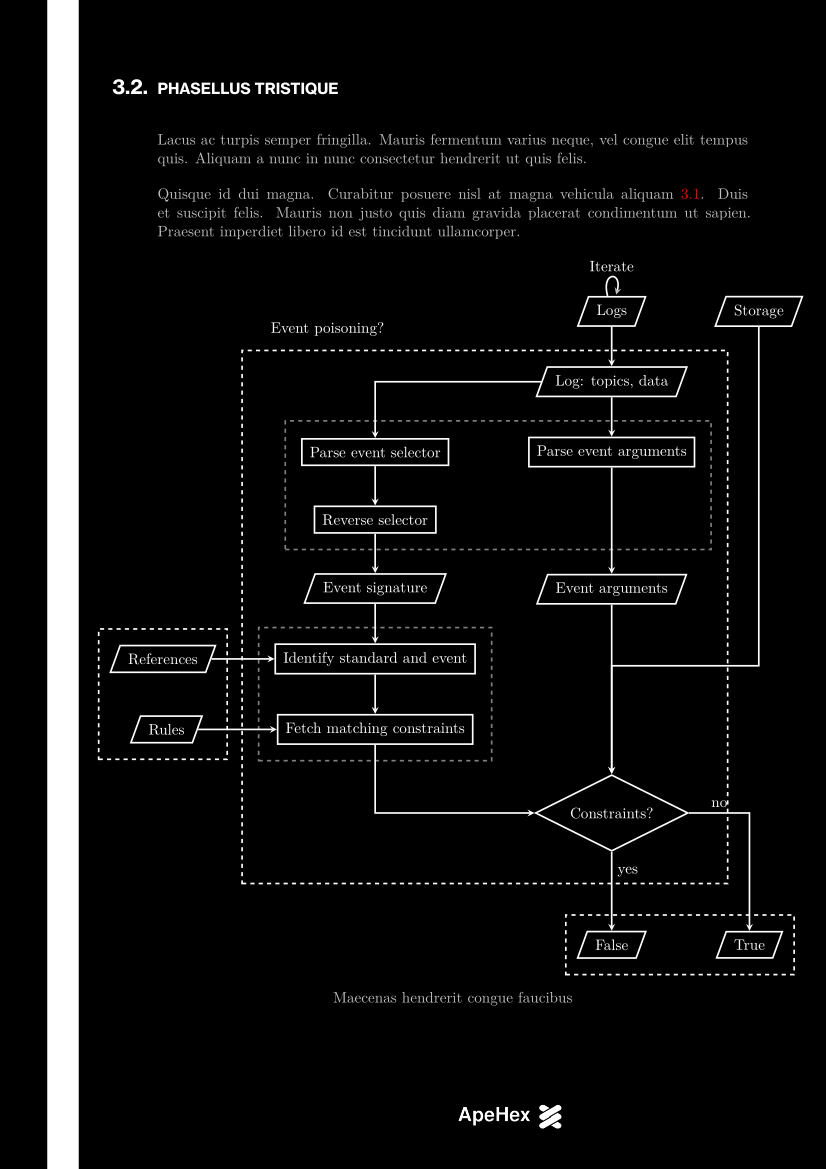 3.2. PHASELLUS TRISTIQUE
Lacus ac turpis semper fringilla. Mauris fermentum varius neque, vel congue elit tempus
quis. Aliquam a nunc in nunc consectetur hendrerit ut quis felis.
Quisque id dui magna. Curabitur posuere nisl at magna vehicula aliquam 3.1. Duis
et suscipit felis. Mauris non justo quis diam gravida placerat condimentum ut sapien.
Praesent imperdiet libero id est tincidunt ullamcorper.
Iterate
Logs
Storage
Event poisoning?
Log: topics, data
Parse event selector
Parse event arguments
Reverse selector
Event signature
Event arguments
References
Identify standard and event
Rules
Fetch matching constraints
no
Constraints?
yes
False
True
Maecenas hendrerit congue faucibus
ApeHex